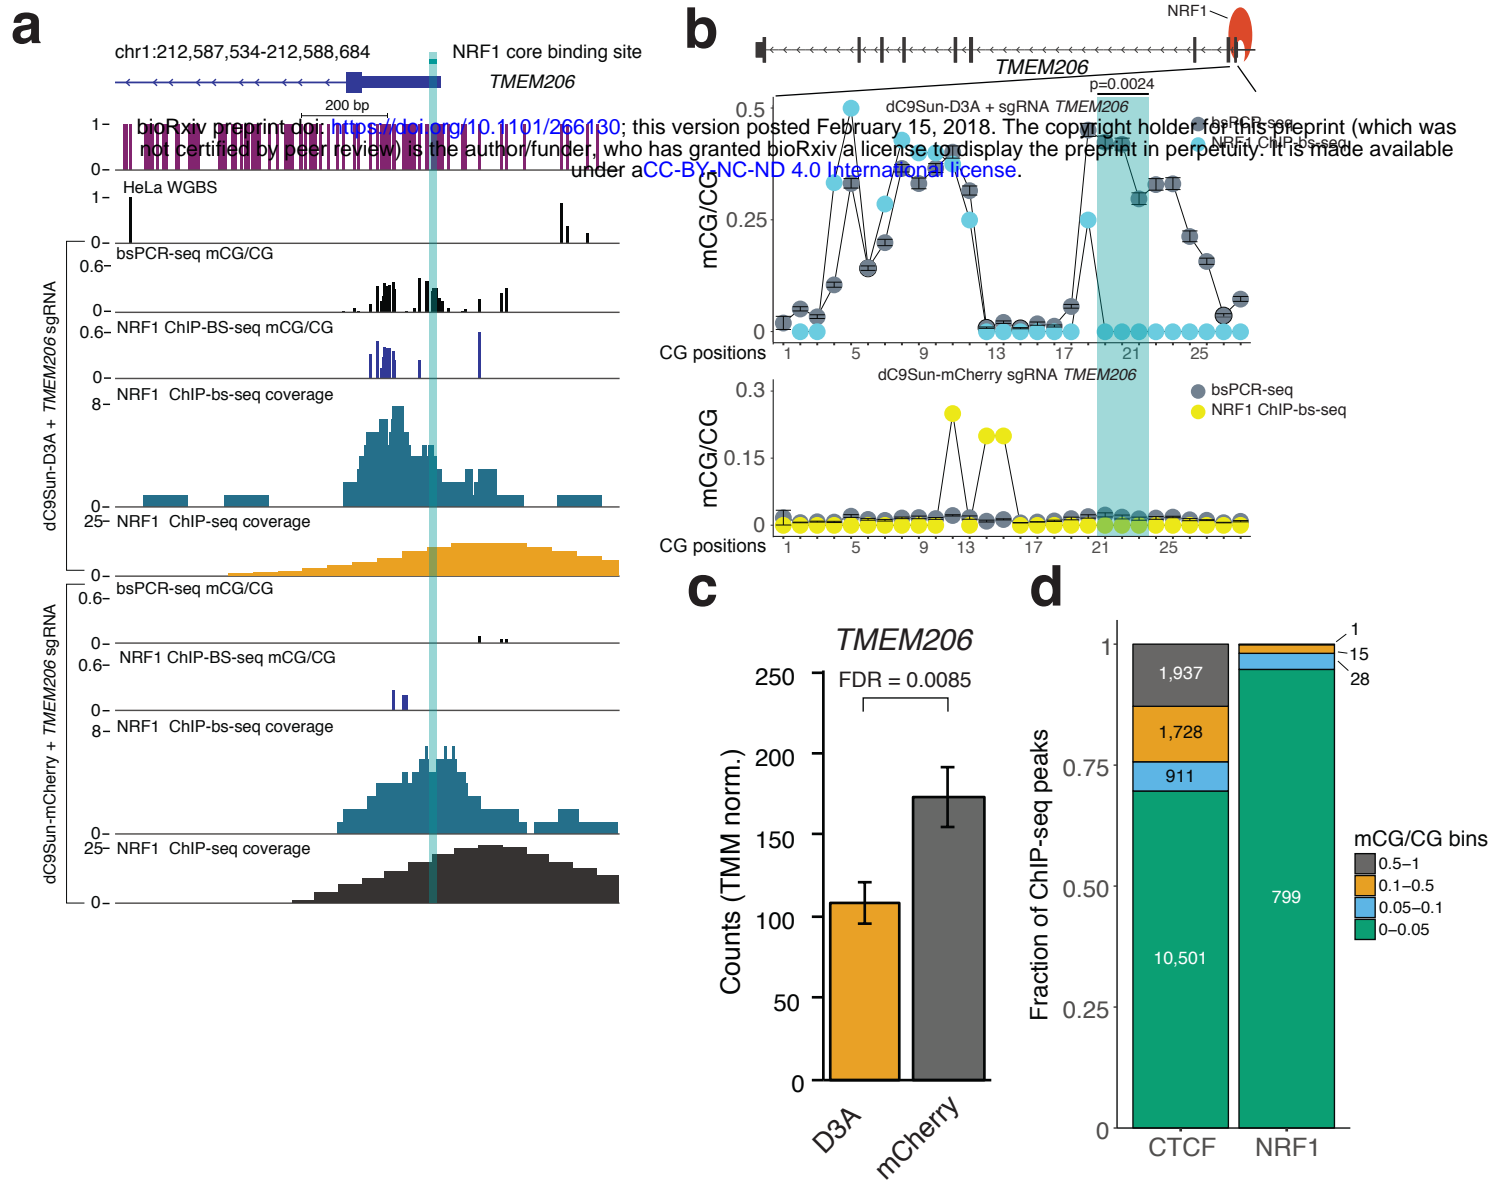 a
chr1:212,587,534-212,588,684
NRF1 core binding site
TMEM206
200 bp
1
0
bioRxiv preprint doi: https://doi.org/10.1101/266130; this version posted February 15, 2018. The copyright holder for this preprint (which was
not certified by peer review) is the author/funder, who has granted bioRxiv a license to display the preprint in perpetuity. It is made available
under aCC-BY-NC-ND 4.0 International license.
HeLa WGBS
1
0
dC9Sun-D3A + TMEM206 sgRNA
bsPCR-seq mCG/CG
0.6
0
NRF1 ChIP-BS-seq mCG/CG
0.6
0
NRF1 ChIP-bs-seq coverage
8
0
NRF1 ChIP-seq coverage
25
0
dC9Sun-mCherry + TMEM206 sgRNA
bsPCR-seq mCG/CG
0.6
0
NRF1 ChIP-BS-seq mCG/CG
0.6
0
NRF1 ChIP-bs-seq coverage
8
0
NRF1 ChIP-seq coverage
25
0
b
NRF1
TMEM206
p=0.0024
dC9Sun-D3A + sgRNA TMEM206
bsPCR-seq
NRF1 ChIP-bs-seq
mCG/CG
0.5
0.25
0
CG positions
1 5 9 13 17 21 25
dC9Sun-mCherry sgRNA TMEM206
bsPCR-seq
NRF1 ChIP-bs-seq
mCG/CG
0.3
0.15
0
CG positions
1 5 9 13 17 21 25
c
TMEM206
FDR = 0.0085
Counts (TMM norm.)
250
200
150
100
50
0
D3A
mCherry
d
Fraction of ChIP-seq peaks
1
0.75
0.50
0.25
0
1,937
1,728
911
10,501
1
15
28
799
CTCF
NRF1
mCG/CG bins
0.5–1
0.1–0.5
0.05–0.1
0–0.05